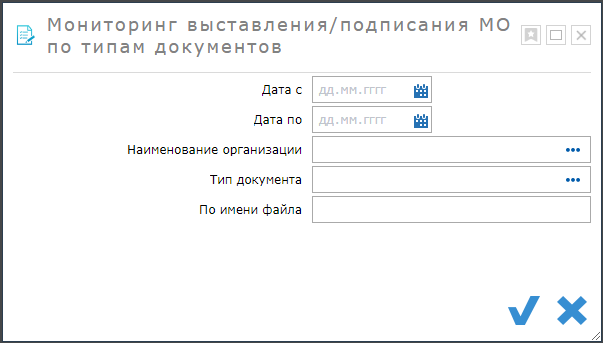 Мониторинг выставления/подписания МО
по типам документов
Дата с дд.мм.гггг
Дата по дд.мм.гггг
Наименование организации
Тип документа
По имени файла